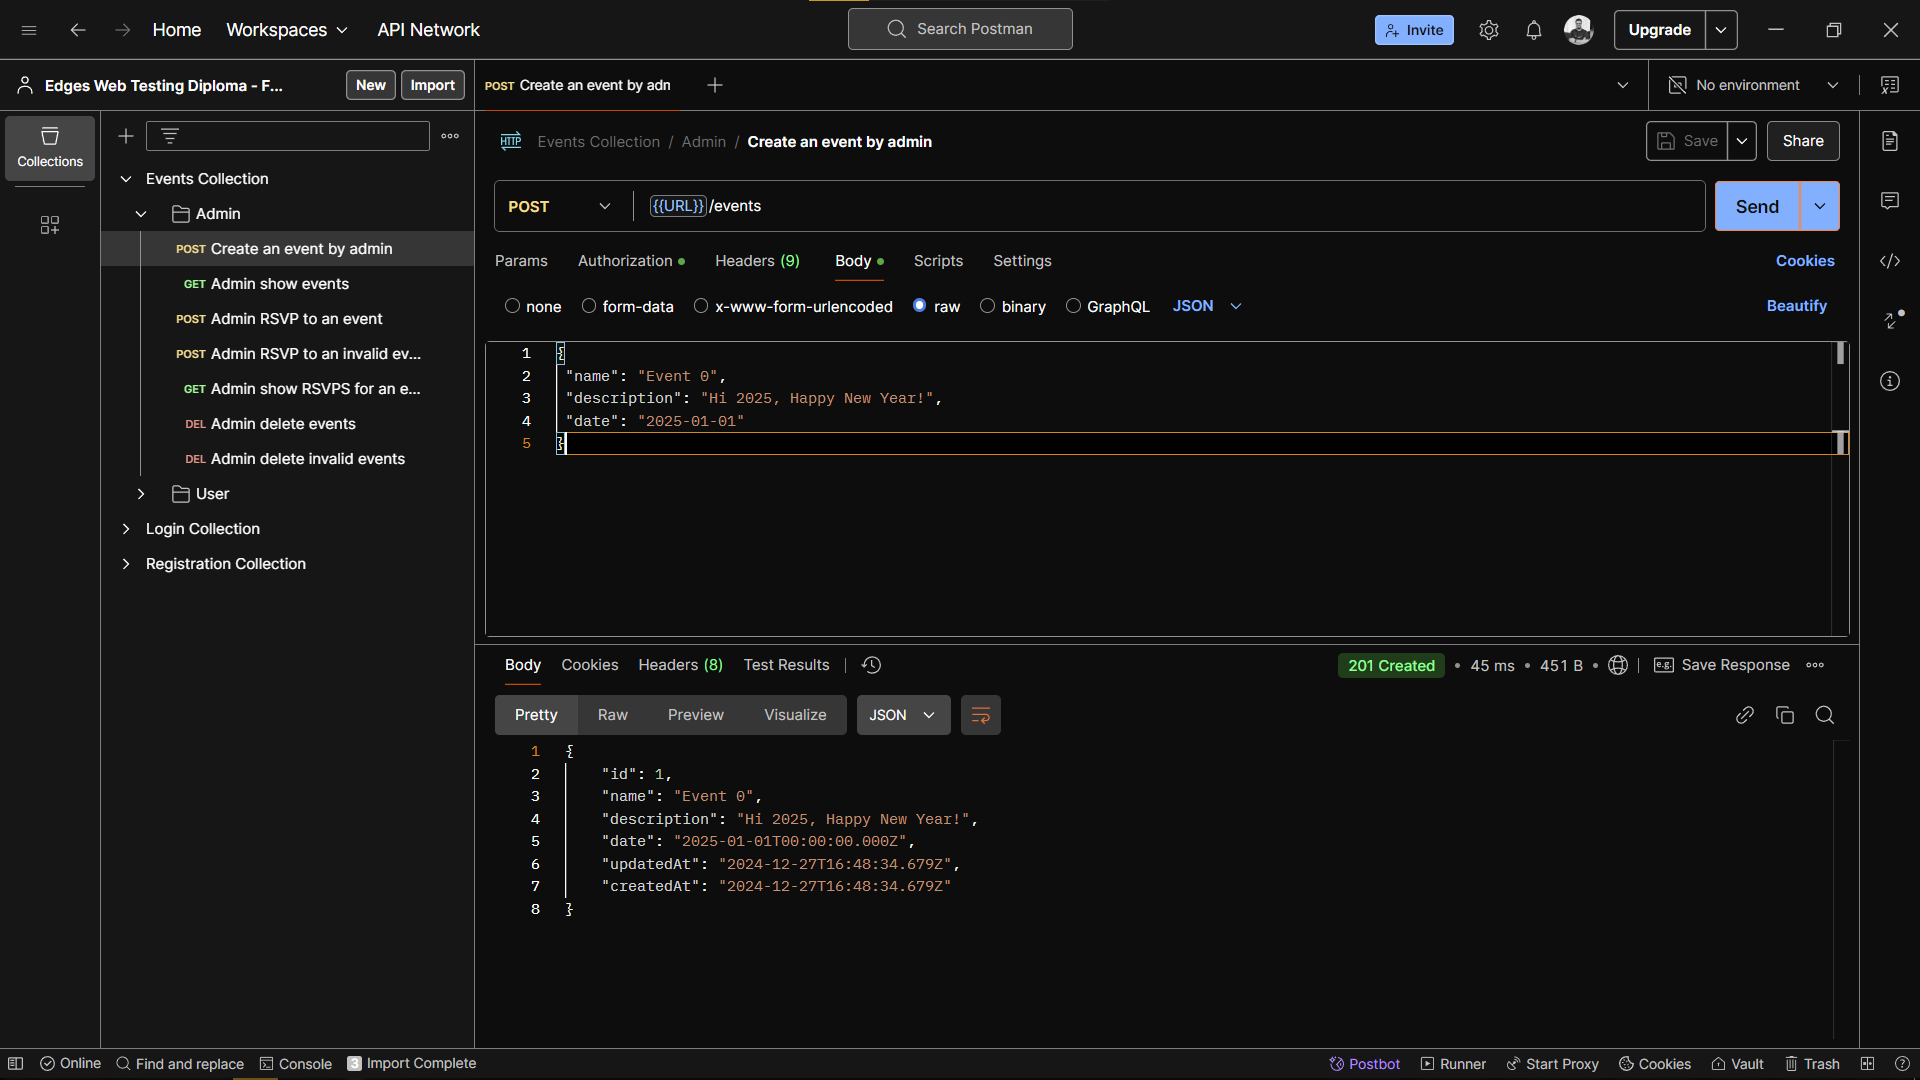 Home Workspaces API Network Search Postman Invite Upgrade
Edges Web Testing Diploma - F... New Import POST Create an event by adn No environment
Collections
Events Collection / Admin / Create an event by admin Save Share
Events Collection
Admin
POST Create an event by admin
GET Admin show events
POST Admin RSVP to an event
POST Admin RSVP to an invalid ev...
GET Admin show RSVPS for an e...
DEL Admin delete events
DEL Admin delete invalid events
User
Login Collection
Registration Collection
HTTP
POST {{URL}}/events Send
Params Authorization Headers (9) Body Scripts Settings Cookies
none form-data x-www-form-urlencoded raw binary GraphQL JSON Beautify
1 {
2 "name": "Event 0",
3 "description": "Hi 2025, Happy New Year!",
4 "date": "2025-01-01"
5 }
Body Cookies Headers (8) Test Results 201 Created • 45 ms • 451 B • e.g. Save Response
Pretty Raw Preview Visualize JSON
1 {
2 "id": 1,
3 "name": "Event 0",
4 "description": "Hi 2025, Happy New Year!",
5 "date": "2025-01-01T00:00:00.000Z",
6 "updatedAt": "2024-12-27T16:48:34.679Z",
7 "createdAt": "2024-12-27T16:48:34.679Z"
8 }
Online Find and replace Console 3 Import Complete Postbot Runner Start Proxy Cookies Vault Trash